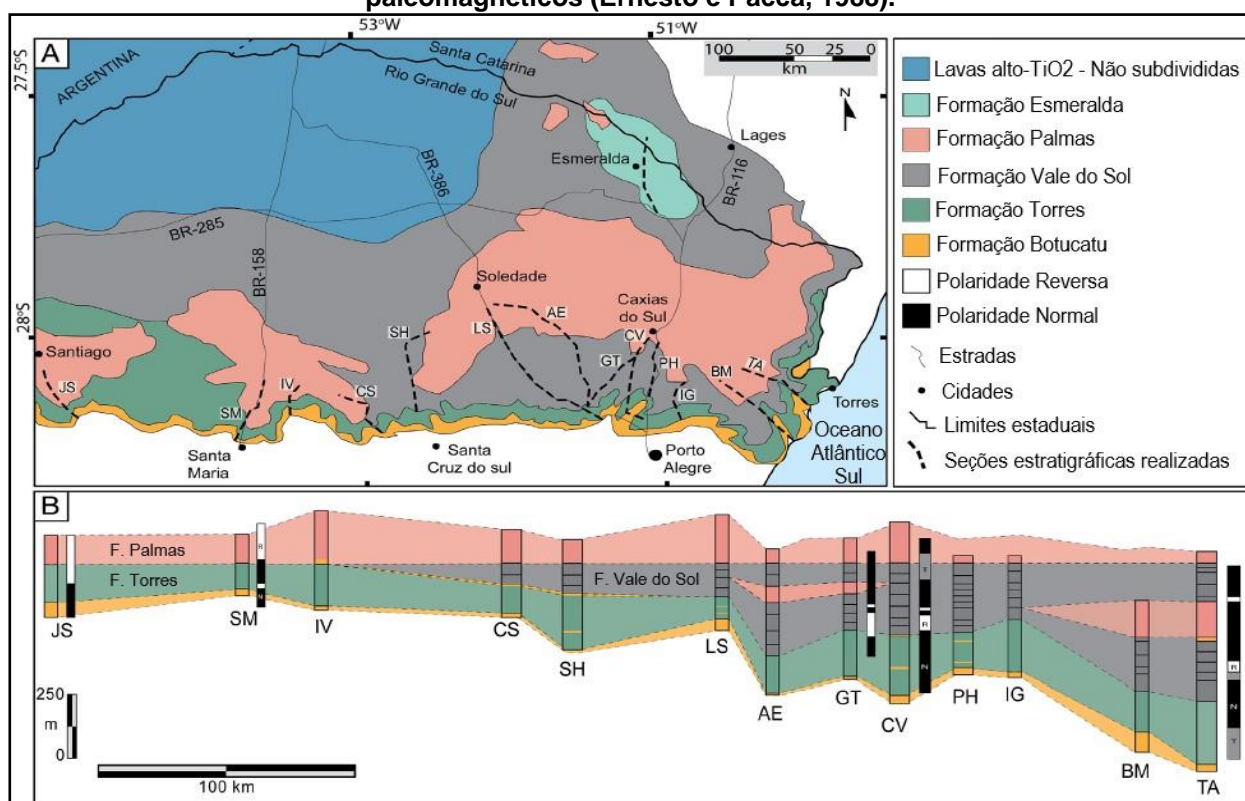 paleomagnéticos (Ernesto e Pacca, 1988).
A
53ºW
51ºW
27.5ºS
28ºS
ARGENTINA
Santa Catarina
Rio Grande do Sul
100 50 25 0
km
N
Lages
Esmeralda
BR-116
BR-386
BR-285
BR-158
Soledade
Caxias
do Sul
Santiago
JS
SM
IV
CS
SH
LS
AE
GT
CV
PH
IG
BM
TA
Torres
Santa
Maria
Santa
Cruz do sul
Porto
Alegre
Oceano
Atlântico
Sul
Lavas alto-TiO2 - Não subdivididas
Formação Esmeralda
Formação Palmas
Formação Vale do Sol
Formação Torres
Formação Botucatu
Polaridade Reversa
Polaridade Normal
Estradas
Cidades
Limites estaduais
Seções estratigráficas realizadas
B
F. Palmas
F. Torres
F. Vale do Sol
R
N
T
R
N
R
N
T
JS
SM
IV
CS
SH
LS
AE
GT
CV
PH
IG
BM
TA
250
m
0
100 km